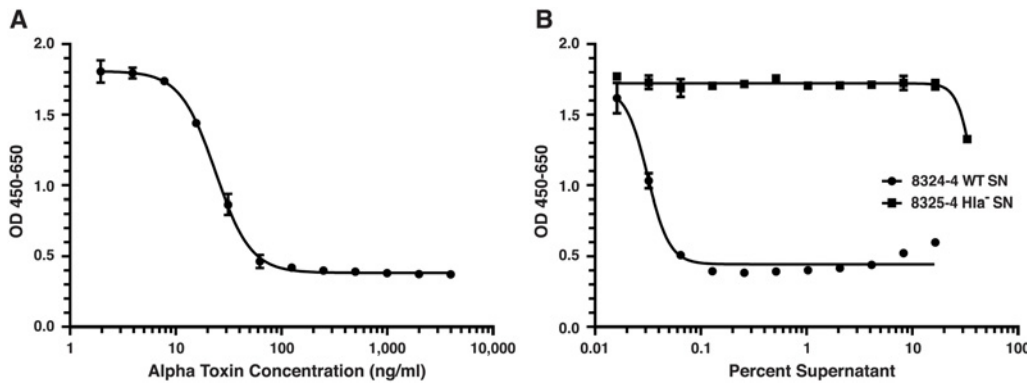 A
B
2.0
1.5
1.0
0.5
0.0
OD 450-650
1
10
100
1,000
10,000
Alpha Toxin Concentration (ng/ml)
2.0
1.5
1.0
0.5
0.0
OD 450-650
0.01
0.1
1
10
100
Percent Supernatant
8324-4 WT SN
8325-4 Hla⁻ SN